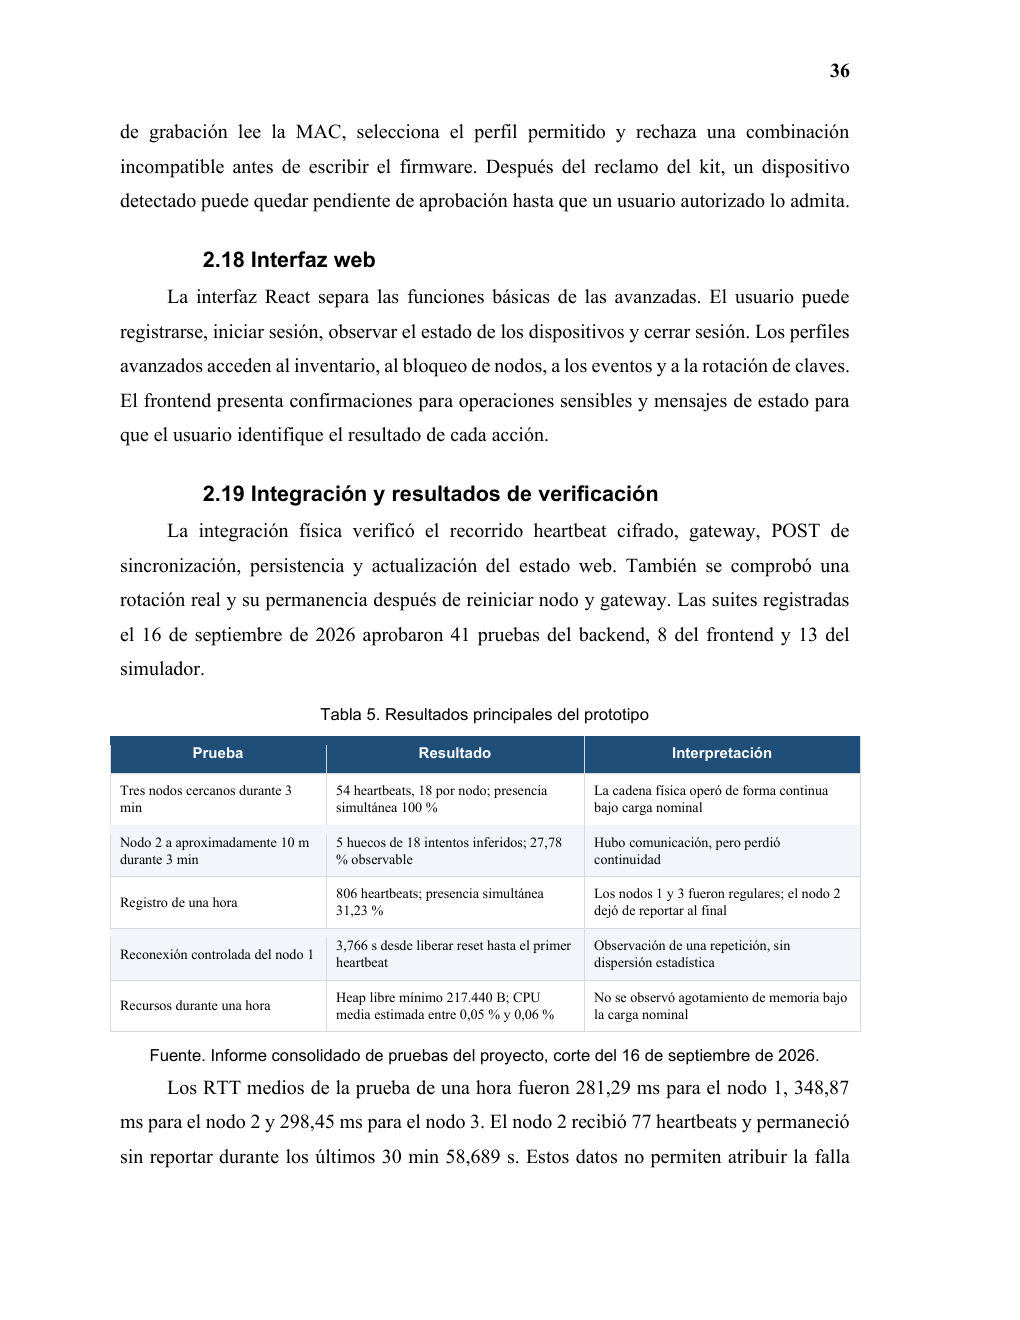 36
de grabación lee la MAC, selecciona el perfil permitido y rechaza una combinación
incompatible antes de escribir el firmware. Después del reclamo del kit, un dispositivo
detectado puede quedar pendiente de aprobación hasta que un usuario autorizado lo admita.
2.18 Interfaz web
La interfaz React separa las funciones básicas de las avanzadas. El usuario puede
registrarse, iniciar sesión, observar el estado de los dispositivos y cerrar sesión. Los perfiles
avanzados acceden al inventario, al bloqueo de nodos, a los eventos y a la rotación de claves.
El frontend presenta confirmaciones para operaciones sensibles y mensajes de estado para
que el usuario identifique el resultado de cada acción.
2.19 Integración y resultados de verificación
La integración física verificó el recorrido heartbeat cifrado, gateway, POST de
sincronización, persistencia y actualización del estado web. También se comprobó una
rotación real y su permanencia después de reiniciar nodo y gateway. Las suites registradas
el 16 de septiembre de 2026 aprobaron 41 pruebas del backend, 8 del frontend y 13 del
simulador.
Tabla 5. Resultados principales del prototipo
Prueba Resultado Interpretación
Tres nodos cercanos durante 3
min
54 heartbeats, 18 por nodo; presencia
simultánea 100 %
La cadena física operó de forma continua
bajo carga nominal
Nodo 2 a aproximadamente 10 m
durante 3 min
5 huecos de 18 intentos inferidos; 27,78
% observable
Hubo comunicación, pero perdió
continuidad
Registro de una hora
806 heartbeats; presencia simultánea
31,23 %
Los nodos 1 y 3 fueron regulares; el nodo 2
dejó de reportar al final
Reconexión controlada del nodo 1
3,766 s desde liberar reset hasta el primer
heartbeat
Observación de una repetición, sin
dispersión estadística
Recursos durante una hora
Heap libre mínimo 217.440 B; CPU
media estimada entre 0,05 % y 0,06 %
No se observó agotamiento de memoria bajo
la carga nominal
Fuente. Informe consolidado de pruebas del proyecto, corte del 16 de septiembre de 2026.
Los RTT medios de la prueba de una hora fueron 281,29 ms para el nodo 1, 348,87
ms para el nodo 2 y 298,45 ms para el nodo 3. El nodo 2 recibió 77 heartbeats y permaneció
sin reportar durante los últimos 30 min 58,689 s. Estos datos no permiten atribuir la falla